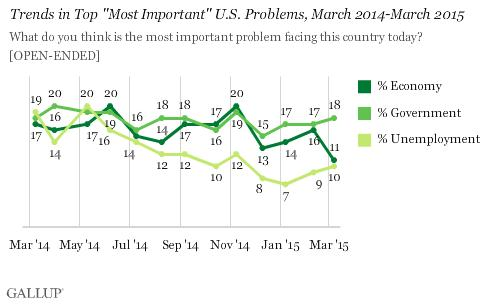 Trends in Top "Most Important" U.S. Problems, March 2014-March 2015
What do you think is the most important problem facing this country today?
[OPEN-ENDED]
% Economy
% Government
% Unemployment
19 20 20 20 18 18 17 20 17 17 18
17 16 17 19 16 14 17 16 19 15 14 16 11
14 16 14 12 12 10 12 13 8 7 9 10
Mar '14 May '14 Jul '14 Sep '14 Nov '14 Jan '15 Mar '15
GALLUP